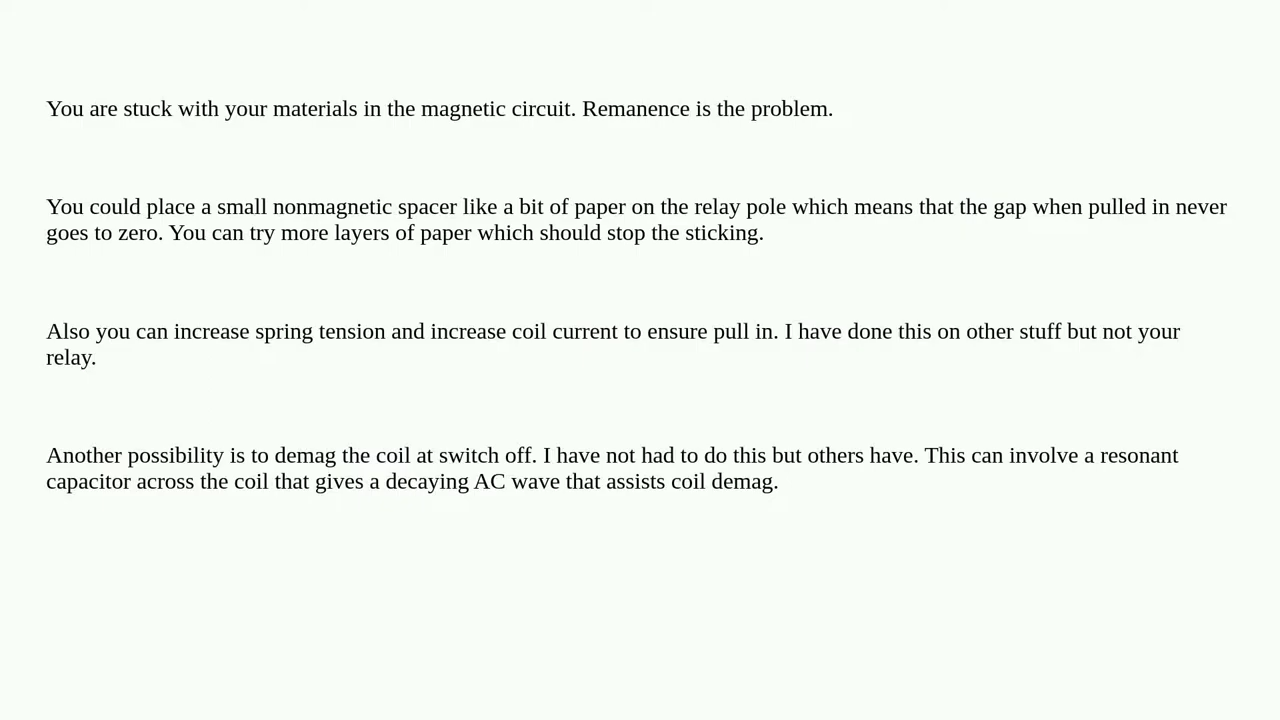 You are stuck with your materials in the magnetic circuit. Remanence is the problem.
You could place a small nonmagnetic spacer like a bit of paper on the relay pole which means that the gap when pulled in never
goes to zero. You can try more layers of paper which should stop the sticking.
Also you can increase spring tension and increase coil current to ensure pull in. I have done this on other stuff but not your
relay.
Another possibility is to demag the coil at switch off. I have not had to do this but others have. This can involve a resonant
capacitor across the coil that gives a decaying AC wave that assists coil demag.